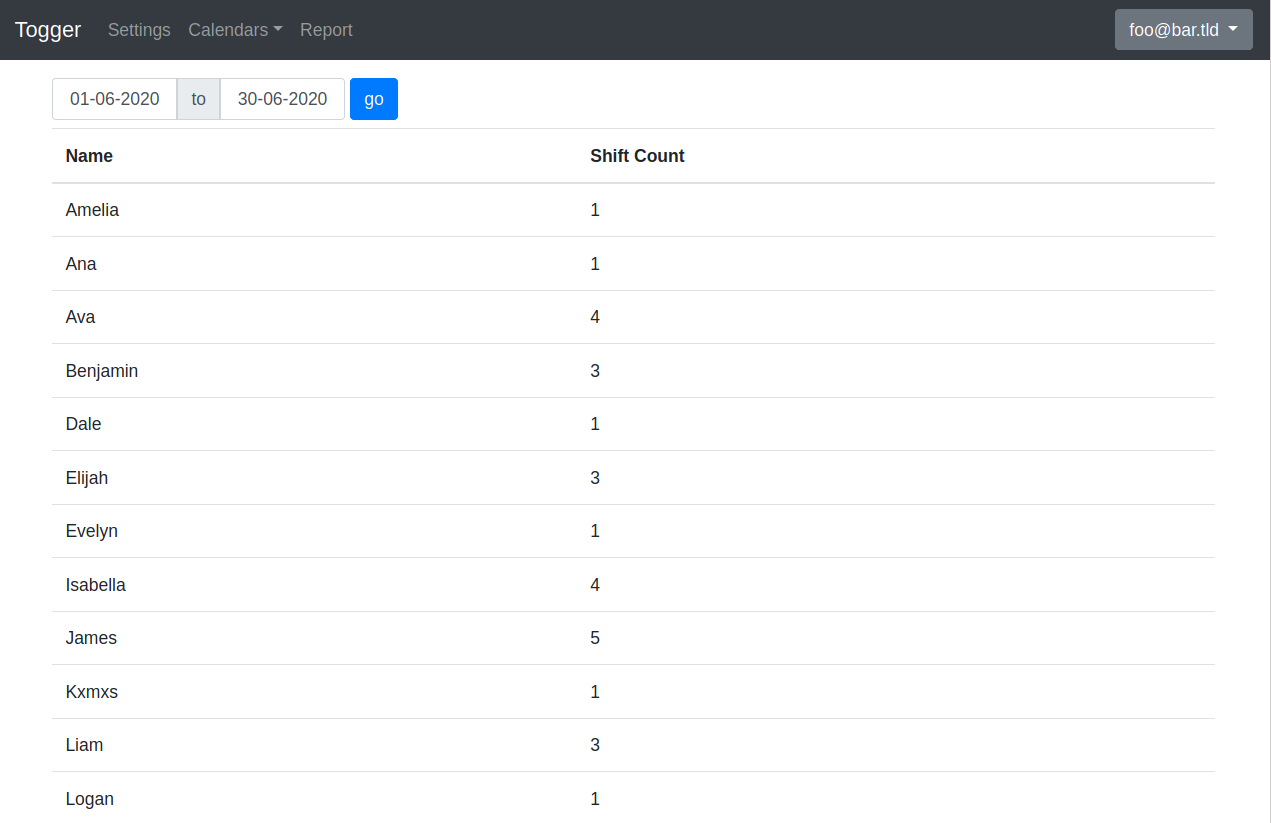 Togger Settings Calendars Report foo@bar.tld
01-06-2020 to 30-06-2020 go
Name Shift Count
Amelia 1
Ana 1
Ava 4
Benjamin 3
Dale 1
Elijah 3
Evelyn 1
Isabella 4
James 5
Kxmxs 1
Liam 3
Logan 1